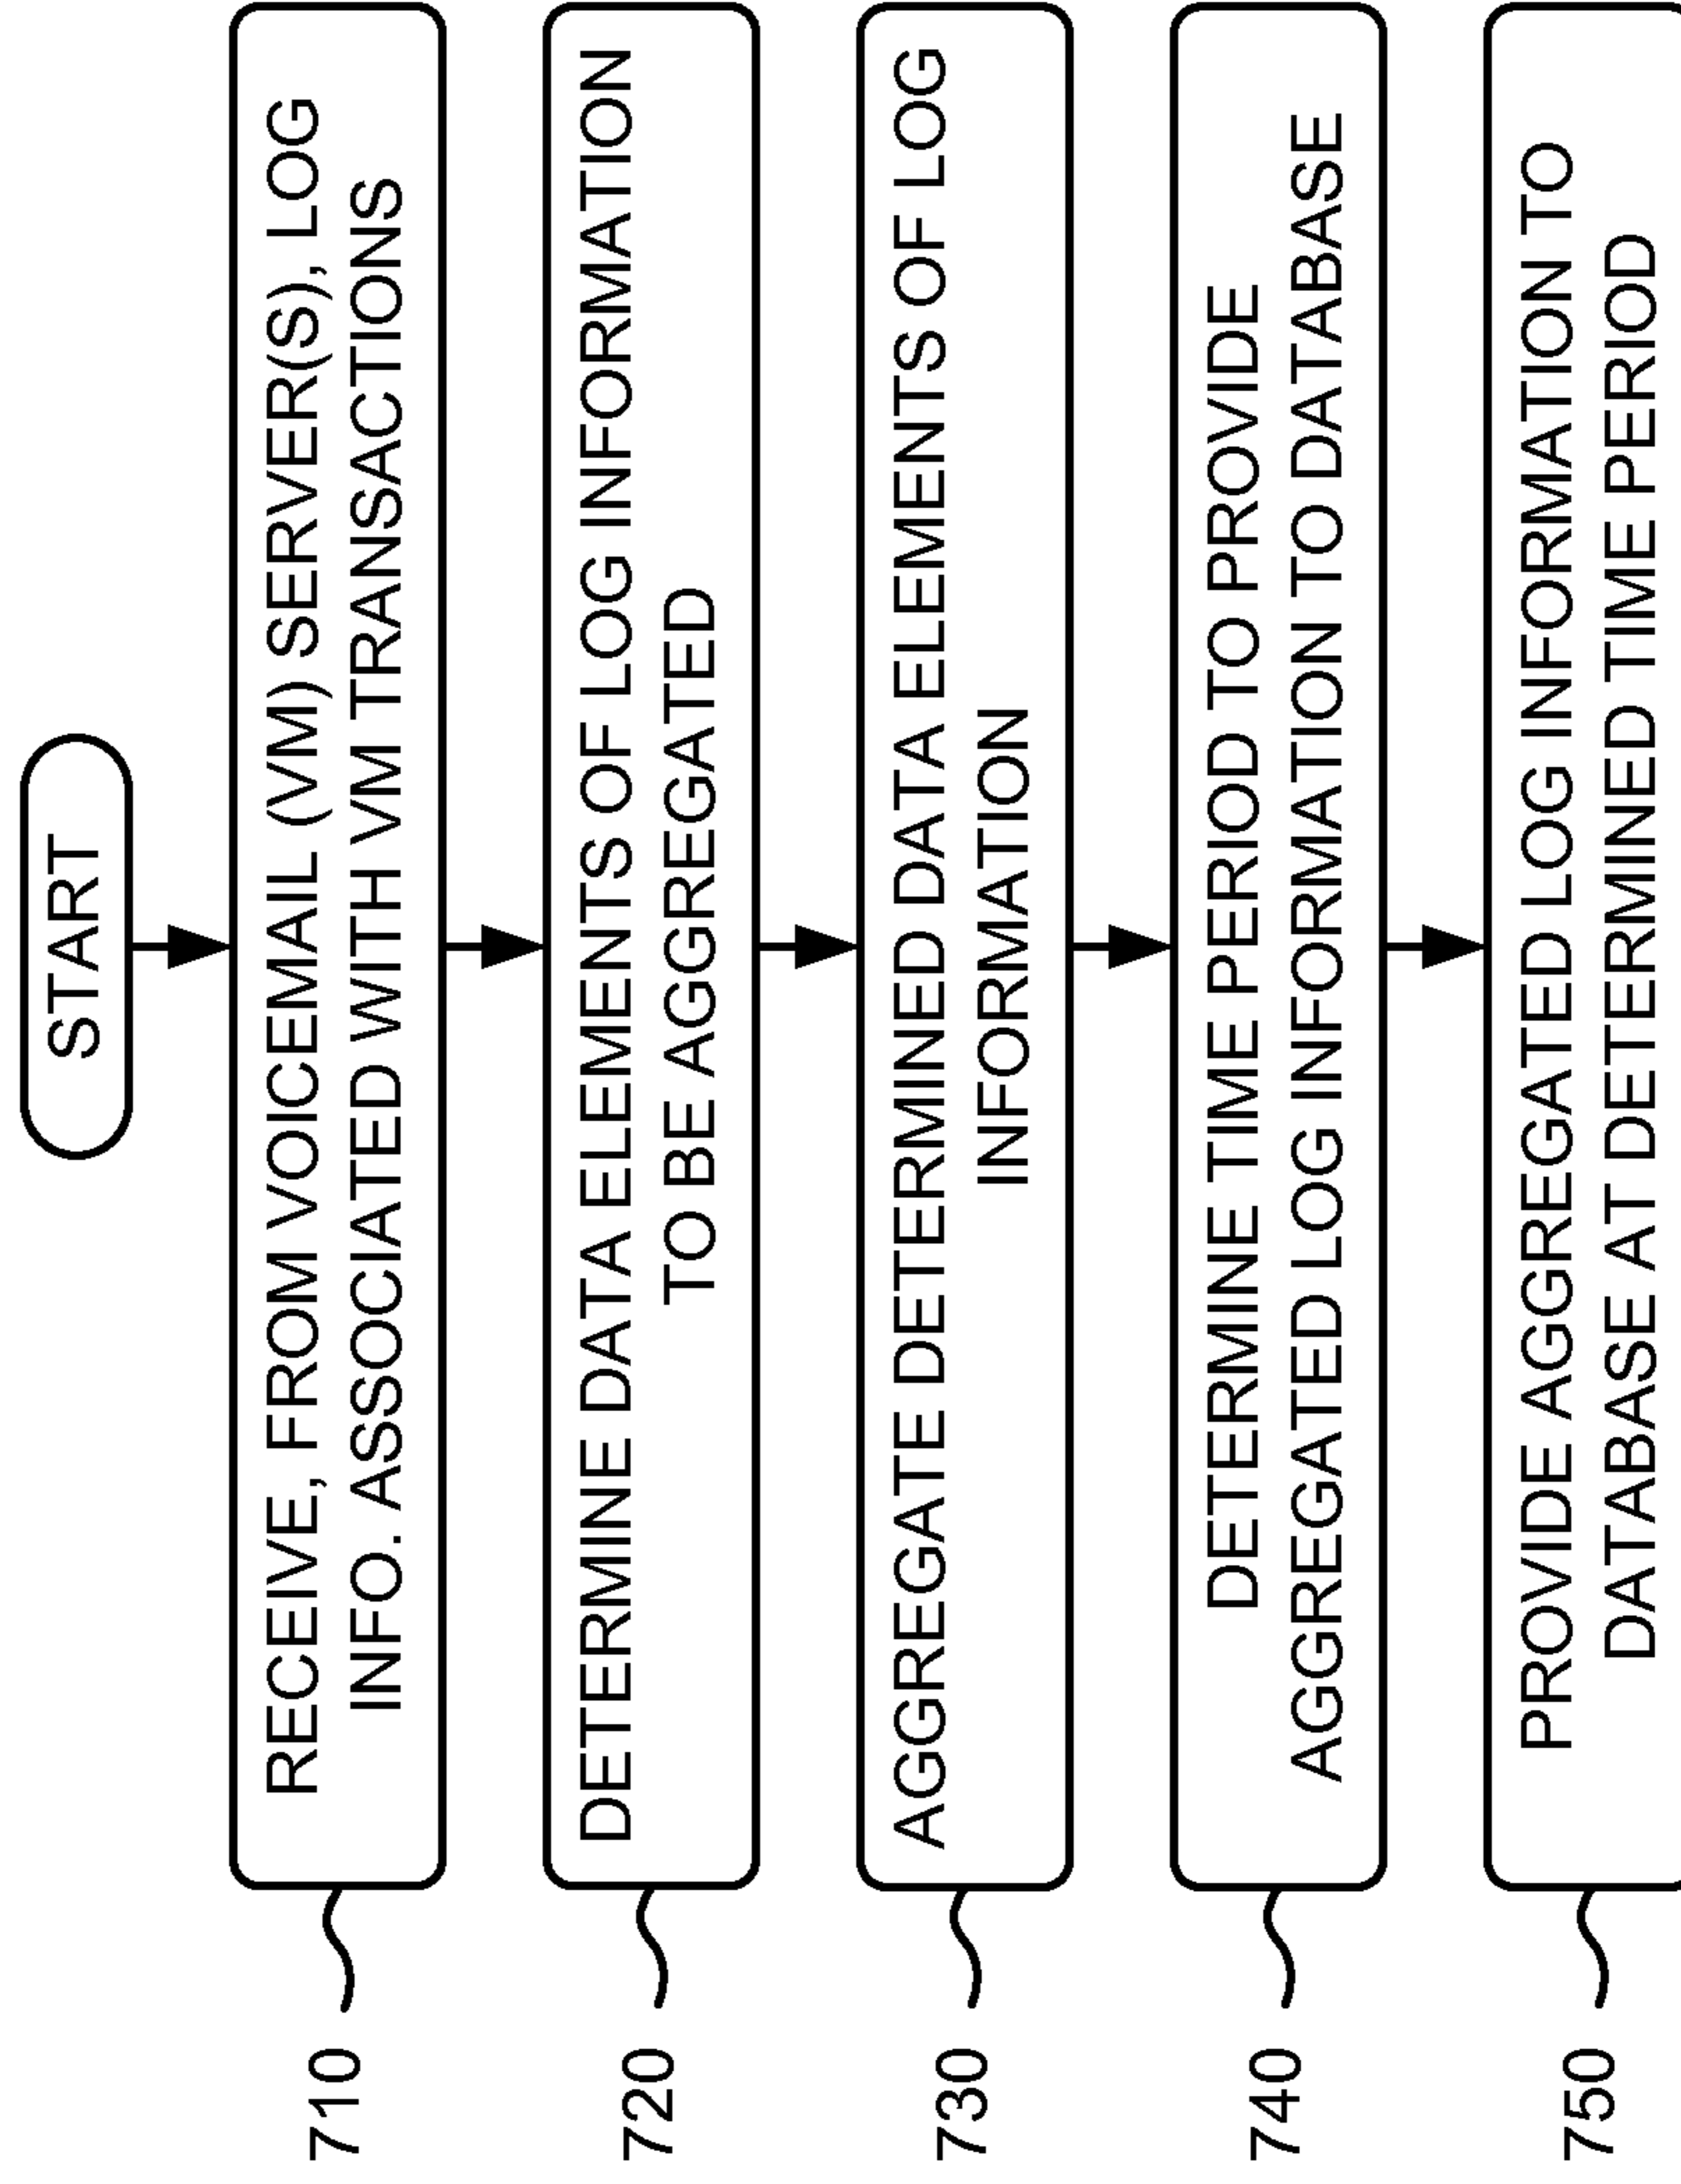 START
RECEIVE, FROM VOICEMAIL (VM) SERVER(S), LOG
INFO. ASSOCIATED WITH VM TRANSACTIONS
710
DETERMINE DATA ELEMENTS OF LOG INFORMATION
TO BE AGGREGATED
720
AGGREGATE DETERMINED DATA ELEMENTS OF LOG
INFORMATION
730
DETERMINE TIME PERIOD TO PROVIDE
AGGREGATED LOG INFORMATION TO DATABASE
740
PROVIDE AGGREGATED LOG INFORMATION TO
DATABASE AT DETERMINED TIME PERIOD
750